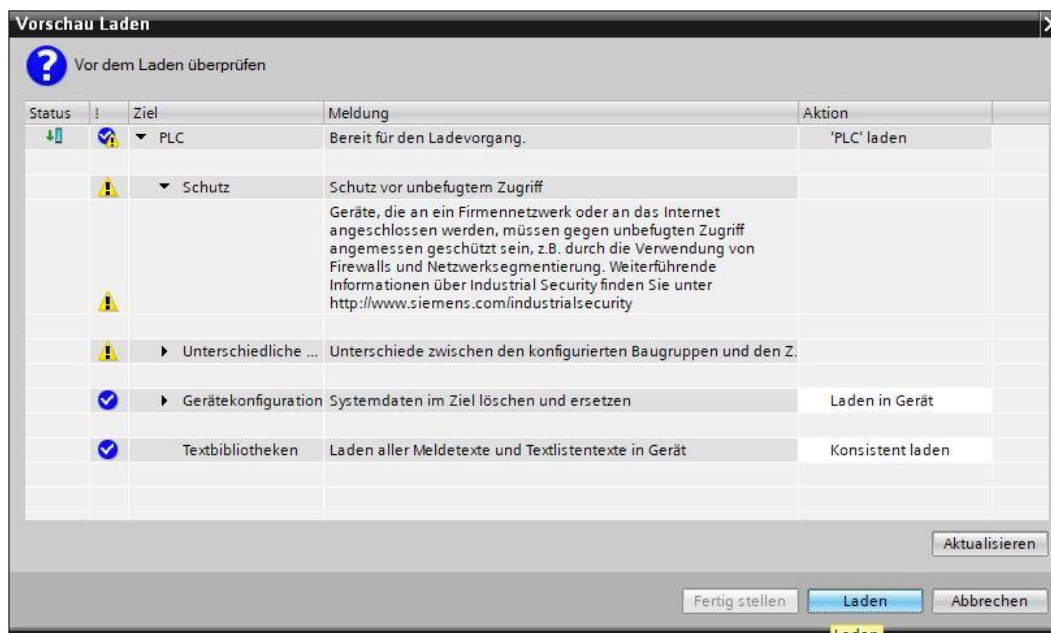 Vorschau Laden
Vor dem Laden überprüfen
Status ! Ziel Meldung Aktion
PLC Bereit für den Ladevorgang. 'PLC' laden
Schutz Schutz vor unbefugtem Zugriff
Geräte, die an ein Firmennetzwerk oder an das Internet
angeschlossen werden, müssen gegen unbefugten Zugriff
angemessen geschützt sein, z.B. durch die Verwendung von
Firewalls und Netzwerksegmentierung. Weiterführende
Informationen über Industrial Security finden Sie unter
http://www.siemens.com/industrialsecurity
Unterschiedliche ... Unterschiede zwischen den konfigurierten Baugruppen und den Z.
Gerätekonfiguration Systemdaten im Ziel löschen und ersetzen Laden in Gerät
Textbibliotheken Laden aller Meldetexte und Textlistentexte in Gerät Konsistent laden
Aktualisieren
Fertig stellen Laden Abbrechen
Laden